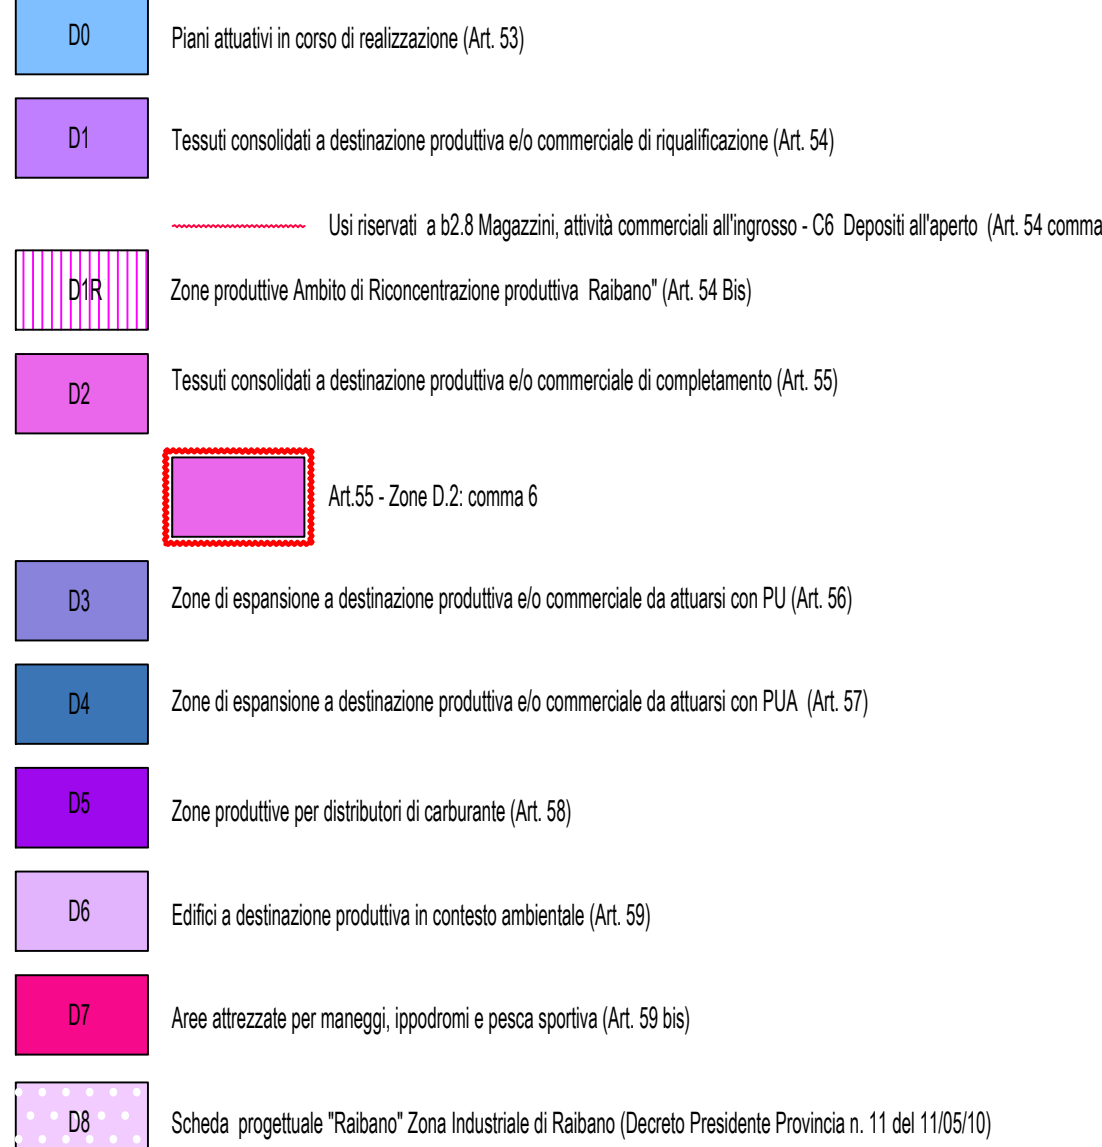 D0 Piani attuativi in corso di realizzazione (Art. 53)
D1 Tessuti consolidati a destinazione produttiva e/o commerciale di riqualificazione (Art. 54)
Usi riservati a b2.8 Magazzini, attività commerciali all'ingrosso - C6 Depositi all'aperto (Art. 54 comma
D1R Zone produttive Ambito di Riconcentrazione produttiva Raibano" (Art. 54 Bis)
D2 Tessuti consolidati a destinazione produttiva e/o commerciale di completamento (Art. 55)
Art.55 - Zone D.2: comma 6
D3 Zone di espansione a destinazione produttiva e/o commerciale da attuarsi con PU (Art. 56)
D4 Zone di espansione a destinazione produttiva e/o commerciale da attuarsi con PUA (Art. 57)
D5 Zone produttive per distributori di carburante (Art. 58)
D6 Edifici a destinazione produttiva in contesto ambientale (Art. 59)
D7 Aree attrezzate per maneggi, ippodromi e pesca sportiva (Art. 59 bis)
D8 Scheda progettuale "Raibano" Zona Industriale di Raibano (Decreto Presidente Provincia n. 11 del 11/05/10)